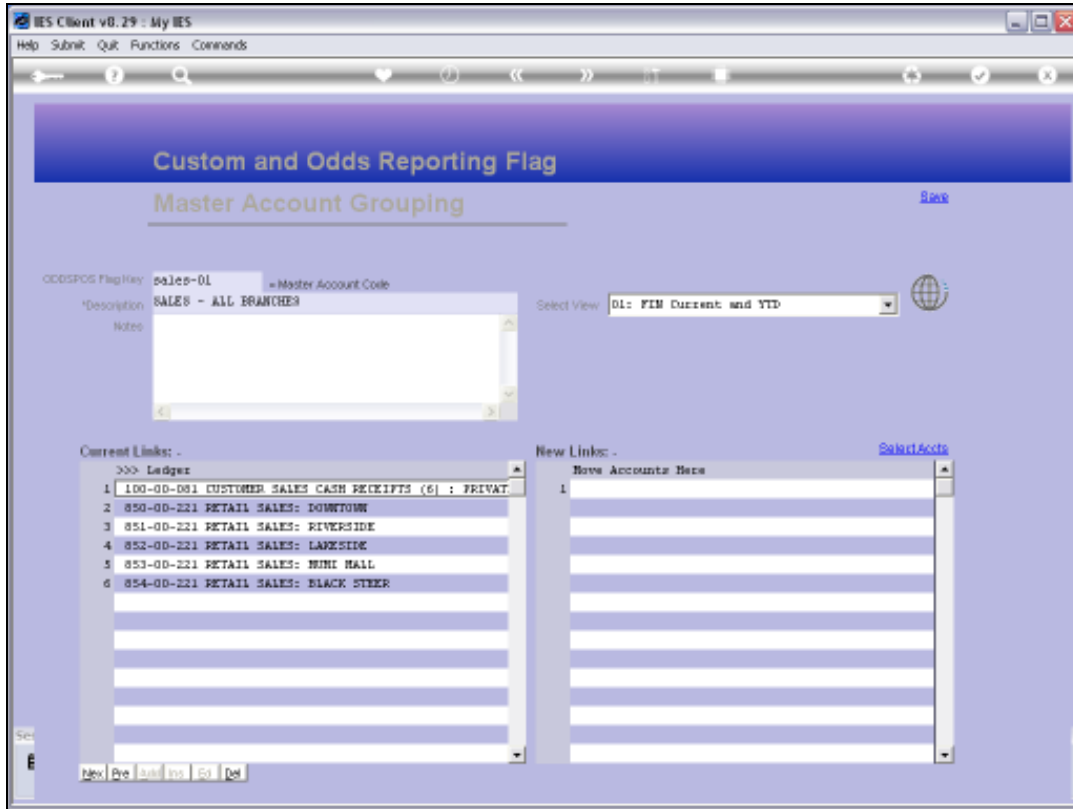 IES Client v8.29 : My IES
Help Submit Quit Functions Commands
Custom and Odds Reporting Flag
Master Account Grouping
Save
ODDSPOS Flag Key sales-01 = Master Account Code
*Description SALES - ALL BRANCHES
Select View 01: FIN Current and YTD
Notes
Current Links: -
New Links: -
Select Accts
>>> Ledger
Move Accounts Here
1 100-00-081 CUSTOMER SALES CASH RECEIPTS (6) : PRIVAT
1
2 850-00-221 RETAIL SALES: DOWNTOWN
3 851-00-221 RETAIL SALES: RIVERSIDE
4 852-00-221 RETAIL SALES: LAKESIDE
5 853-00-221 RETAIL SALES: MUMI MALL
6 854-00-221 RETAIL SALES: BLACK STEER
Nex Pre Add Ins Ed Del